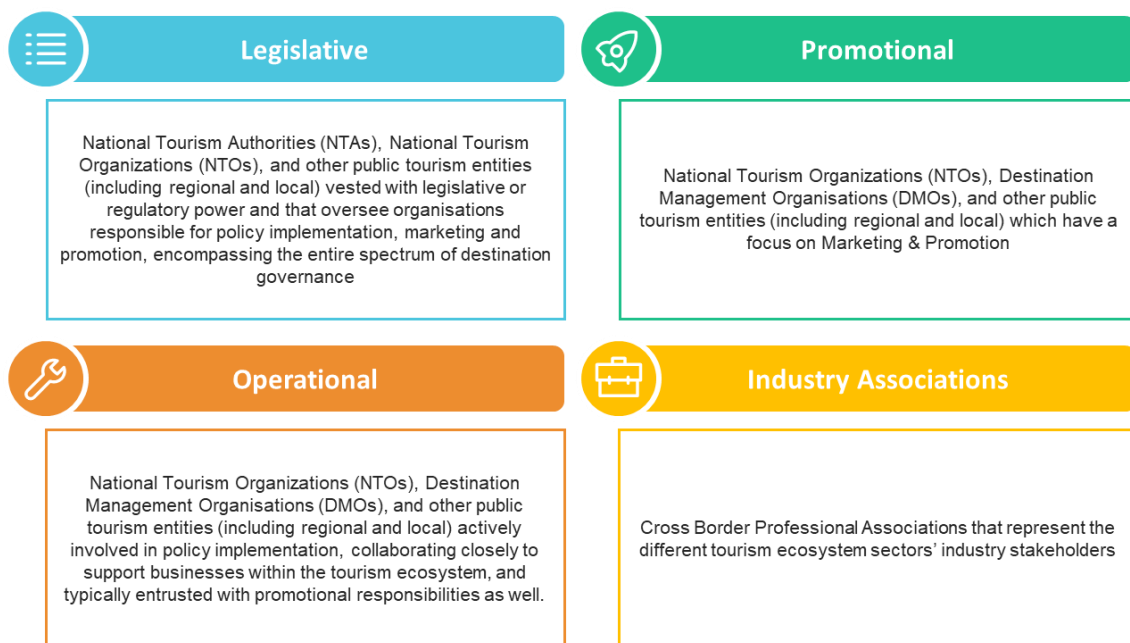 Legislative
National Tourism Authorities (NTAs), National Tourism
Organizations (NTOs), and other public tourism entities
(including regional and local) vested with legislative or
regulatory power and that oversee organisations
responsible for policy implementation, marketing and
promotion, encompassing the entire spectrum of destination
governance
Promotional
National Tourism Organizations (NTOs), Destination
Management Organisations (DMOs), and other public
tourism entities (including regional and local) which have a
focus on Marketing & Promotion
Operational
National Tourism Organizations (NTOs), Destination
Management Organisations (DMOs), and other public
tourism entities (including regional and local) actively
involved in policy implementation, collaborating closely to
support businesses within the tourism ecosystem, and
typically entrusted with promotional responsibilities as well.
Industry Associations
Cross Border Professional Associations that represent the
different tourism ecosystem sectors’ industry stakeholders